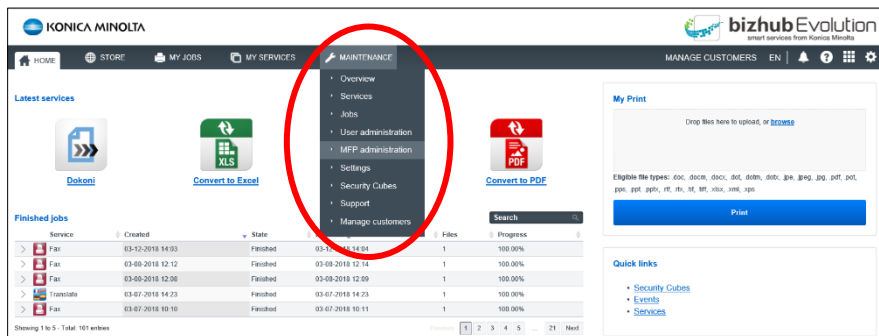 KONICA MINOLTA
bizhub Evolution
smart services from Konica Minolta
HOME STORE MY JOBS MY SERVICES MAINTENANCE MANAGE CUSTOMERS EN
Overview
Services
Jobs
User administration
MFP administration
Settings
Security Cubes
Support
Manage customers
Latest services
Dokoni
XLS
Convert to Excel
PDF
Convert to PDF
Finished jobs
Search
Service Created State Files Progress
Fax 03-12-2018 14:03 Finished 03-12-2018 14:04 1 100.00%
Fax 03-08-2018 12:12 Finished 03-08-2018 12:14 1 100.00%
Fax 03-08-2018 12:08 Finished 03-08-2018 12:09 1 100.00%
Translate 03-07-2018 14:23 Finished 03-07-2018 14:23 1 100.00%
Fax 03-07-2018 10:10 Finished 03-07-2018 10:11 1 100.00%
Showing 1 to 5 - Total: 101 entries
Previous 1 2 3 4 5 ... 21 Next
My Print
Drop files here to upload, or browse
Eligible file types: .doc, .docm, .docx, .dot, .dotm, .dotx, .jpe, .jpeg, .jpg, .pdf, .pot,
.pps, .ppt, .pptx, .rtf, .tif, .tiff, .xlsx, .xml, .xps
Print
Quick links
Security Cubes
Events
Services